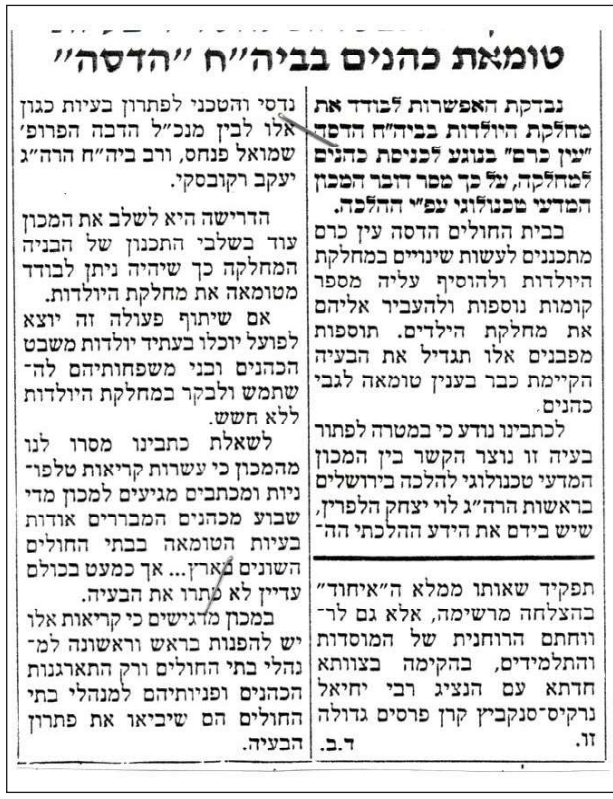 טומאת כהנים בביה״ח ״הדסה״
נבדקת האפשרות לבודד את
מחלקת היולדות בביה״ח הדסה
״עין כרם״ בנוגע לכניסת כהנים
למחלקה, על כך מסר דובר המכון
המדעי טכנולוגי עפ״י ההלכה.
בבית החולים הדסה עין כרם
מתכננים לעשות שינויים במחלקת
היולדות ולהוסיף עליה מספר
קומות נוספות ולהעביר אליהם
את מחלקת הילדים. תוספות
מפבנים אלו תגדיל את הבעיה
הקיימת כבר בענין טומאה לגבי
כהנים.
לכתבינו נודע כי במטרה לפתור
בעיה זו נוצר הקשר בין המכון
המדעי טכנולוגי להלכה בירושלים
בראשות הרה״ג לוי יצחק הלפרין,
שיש בידם את הידע ההלכתי הה־
נדסי והטכני לפתרון בעיות כגון
אלו לבין מנכ״ל הדבה הפרופ׳
שמואל פנחס, ורב ביה״ח הרה״ג
יעקב רקובסקי.
הדרישה היא לשלב את המכון
עוד בשלבי התכנון של הבניה
המחלקה כך שיהיה ניתן לבודד
מטומאה את מחלקת היולדות.
אם שיתוף פעולה זה יוצא
לפועל יוכלו בעתיד יולדות משבט
הכהנים ובני משפחותיהם לה־
שתמש ולבקר במחלקת היולדות
ללא חשש.
לשאלת כתבינו מסרו לנו
מהמכון כי עשרות קריאות טלפו־
ניות ומכתבים מגיעים למכון מדי
שבוע מכהנים המבררים אודות
בעיות הטומאה בבתי החולים
השונים בארץ... אך כמעט בכולם
עדיין לא פתרו את הבעיה.
במכון מדגישים כי קריאות אלו
יש להפנות בראש וראשונה למ־
נהלי בתי החולים ורק התארגנות
הכהנים ופניותיהם למנהלי בתי
החולים הם שיביאו את פתרון
הבעיה.
תפקיד שאותו ממלא ה״איחוד״
בהצלחה מרשימה, אלא גם לר־
ווחתם הרוחנית של המוסדות
והתלמידים, בהקימה בצוותא
חדתא עם הנציג רבי יחיאל
נרקיס־סנקביץ קרן פרסים גדולה
זו. ד.ב.